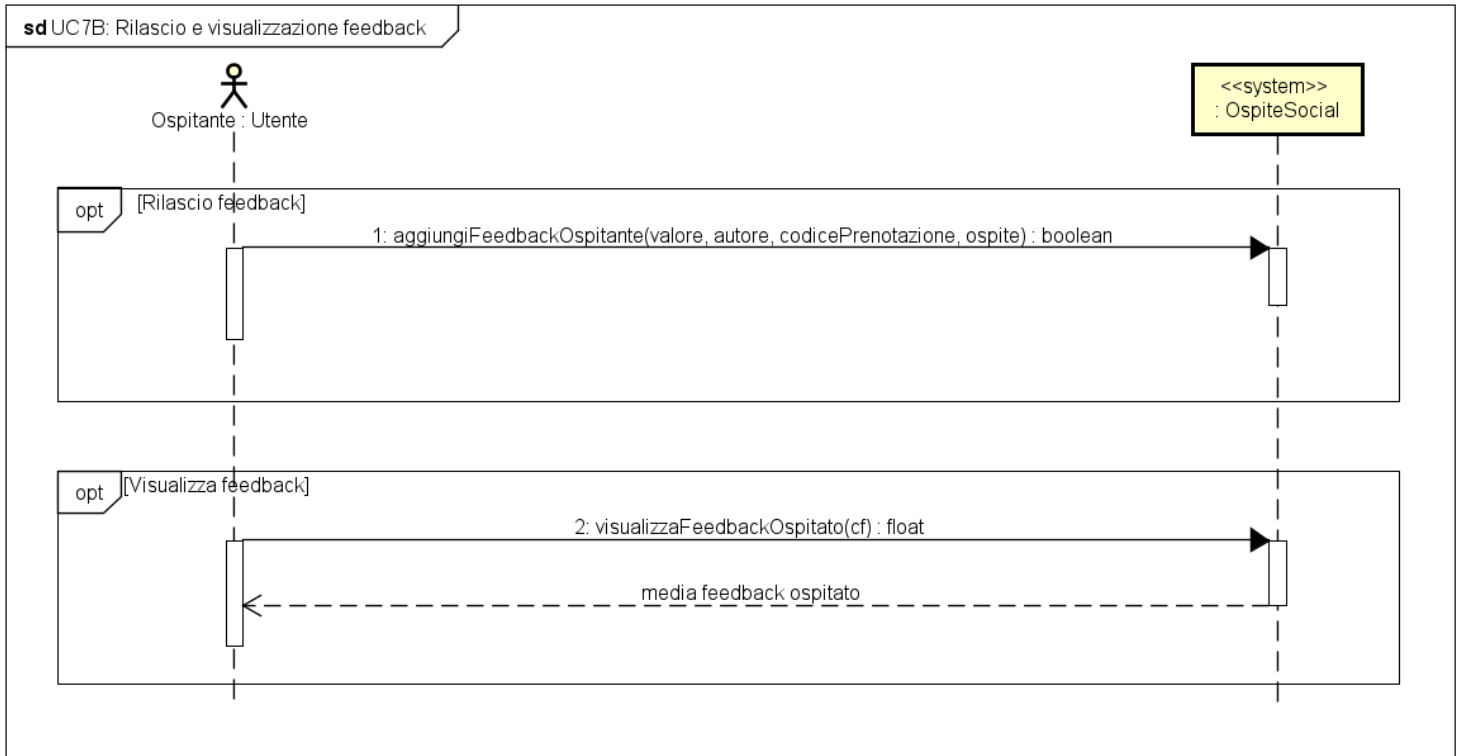 sd UC7B: Rilascio e visualizzazione feedback
Ospitante : Utente
<<system>>
: OspiteSocial
opt
[Rilascio feedback]
1: aggiungiFeedbackOspitante(valore, autore, codicePrenotazione, ospite) : boolean
opt
[Visualizza feedback]
2: visualizzaFeedbackOspitato(cf) : float
media feedback ospitato